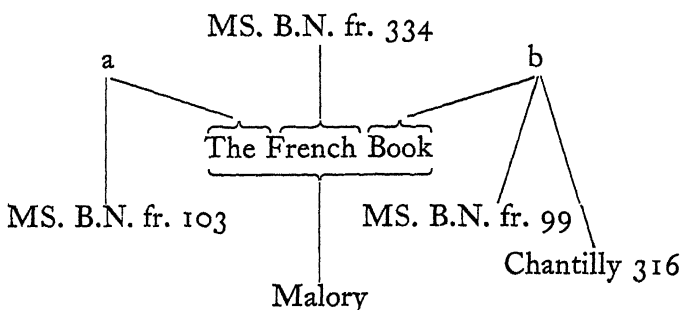 MS. B.N. fr. 334
a
b
The French Book
MS. B.N. fr. 103
MS. B.N. fr. 99
Chantilly 316
Malory